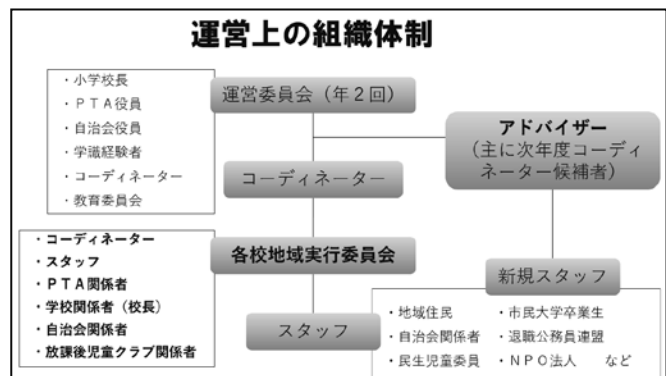 運営上の組織体制
・小学校長
・ＰＴＡ役員
・自治会役員
・学識経験者
・コーディネーター
・教育委員会
運営委員会（年２回）
アドバイザー
（主に次年度コーディ
ネーター候補者）
コーディネーター
・コーディネーター
・スタッフ
・ＰＴＡ関係者
・学校関係者（校長）
・自治会関係者
・放課後児童クラブ関係者
各校地域実行委員会
新規スタッフ
スタッフ
・地域住民　・市民大学卒業生
・自治会関係者　・退職公務員連盟
・民生児童委員　・ＮＰＯ法人　など